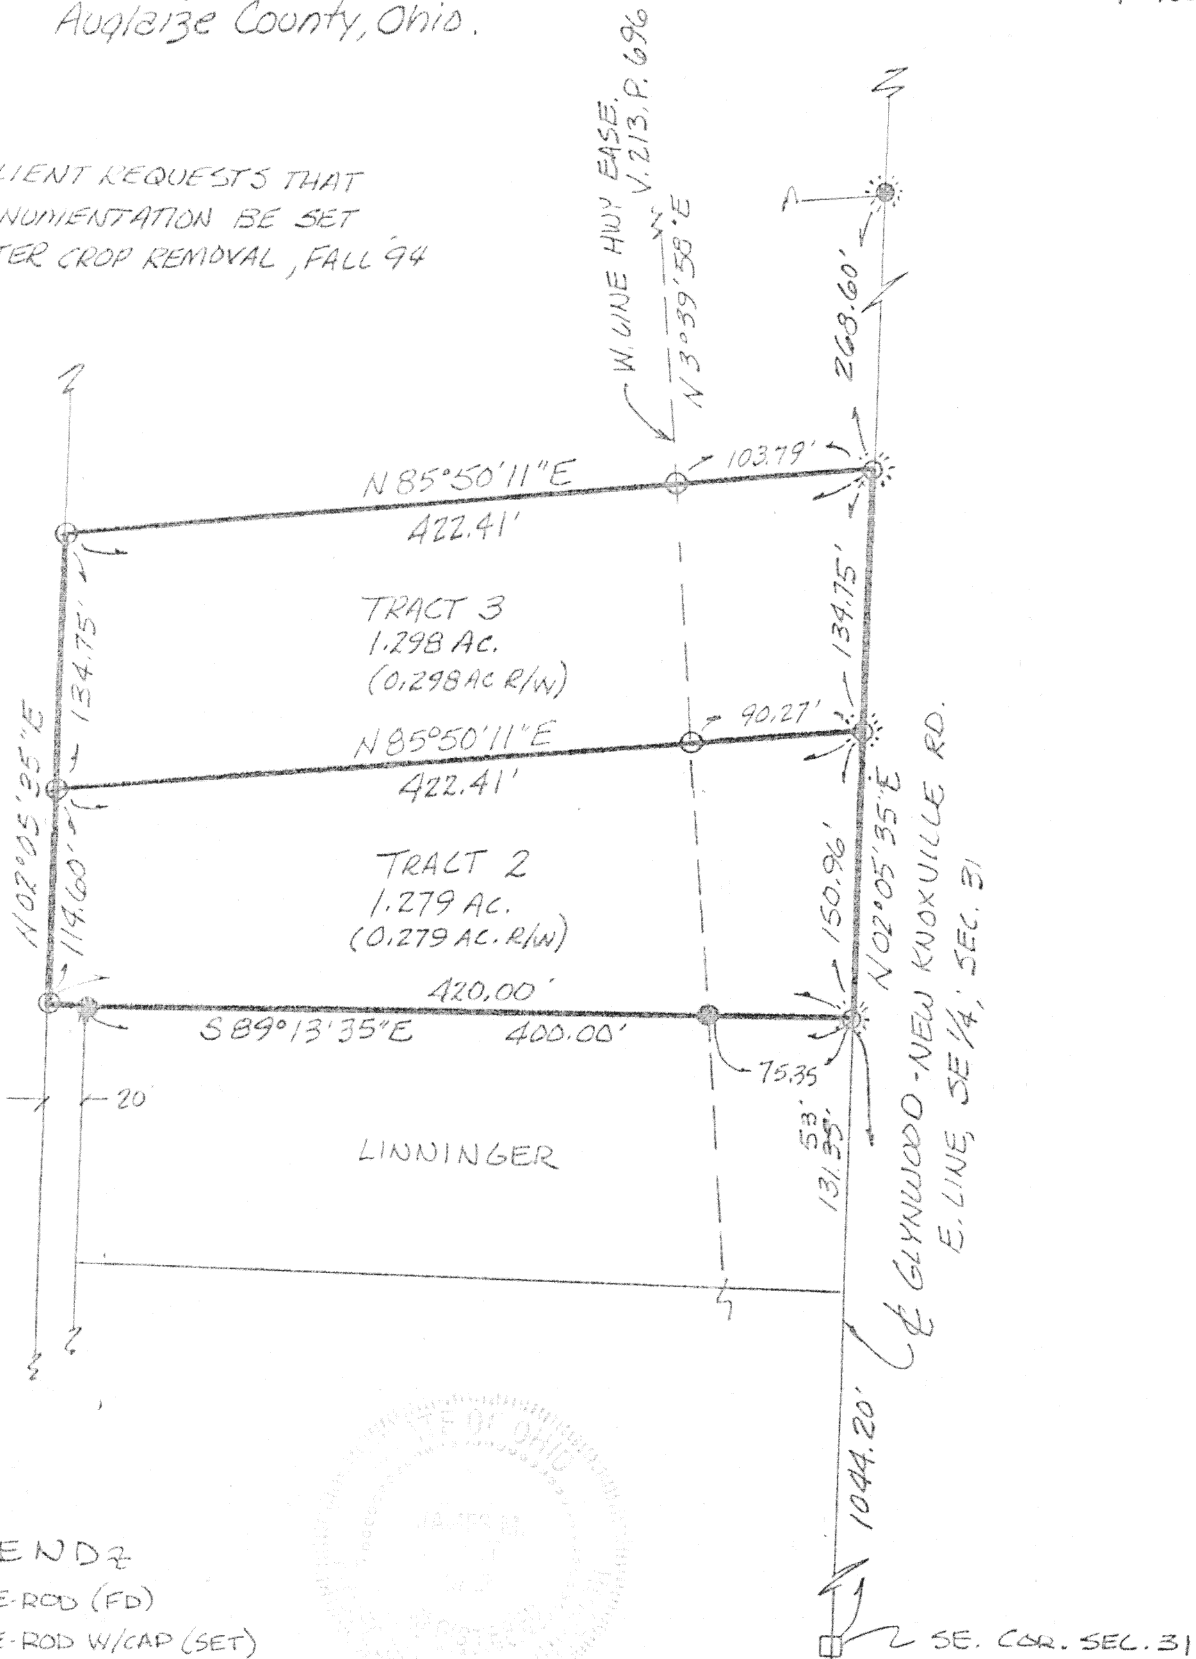 Auglaize County, Ohio.
LIENT REQUESTS THAT
NUMENTATION BE SET
TER CROP REMOVAL, FALL '94
W. LINE HWY EASE.
V. 213, P. 696
N 3°39'58"E
A
268.60'
103.79'
N 85°50'11"E
422.41'
134.75'
TRACT 3
1.298 AC.
(0.298 AC R/W)
134.75'
N 02°05'35"E
N 85°50'11"E
90.27'
422.41'
114.60'
TRACT 2
1.279 AC.
(0.279 AC. R/W)
150.96'
N 02°05'35"E
420.00'
S 89°13'35"E 400.00'
75.35
20'
LINNINGER
53'
131.35'
℄ GLYNWOOD-NEW KNOXVILLE RD.
E. LINE, SE 1/4, SEC. 31
1044.20'
STATE OF OHIO
END
E-ROD (FD)
E-ROD W/CAP (SET)
SE. COR. SEC. 31